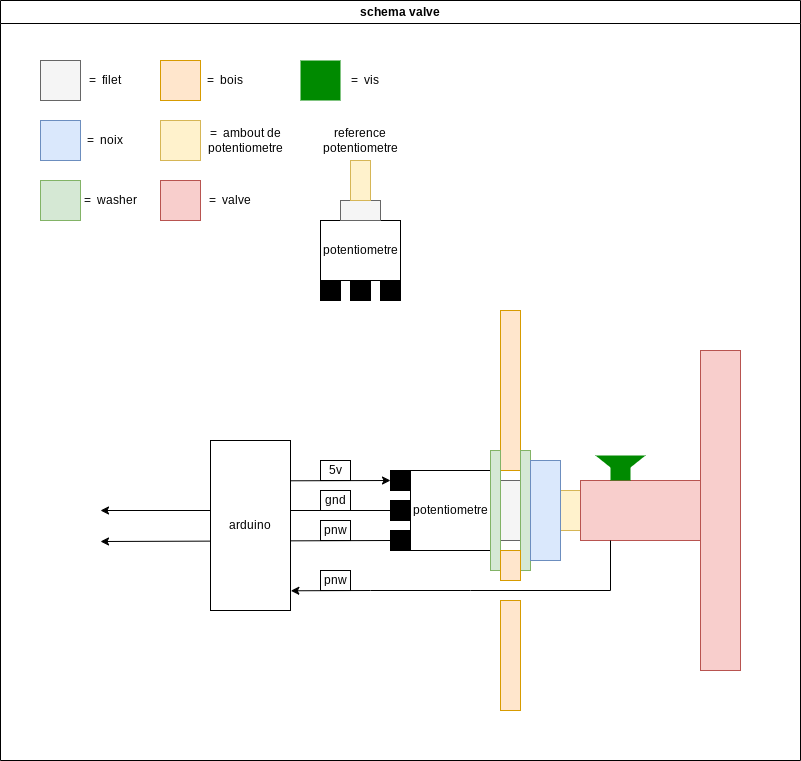 schema valve
= filet
= bois
= vis
= noix
= ambout de
potentiometre
reference
potentiometre
= washer
= valve
potentiometre
5v
gnd
arduino
potentiometre
pnw
pnw